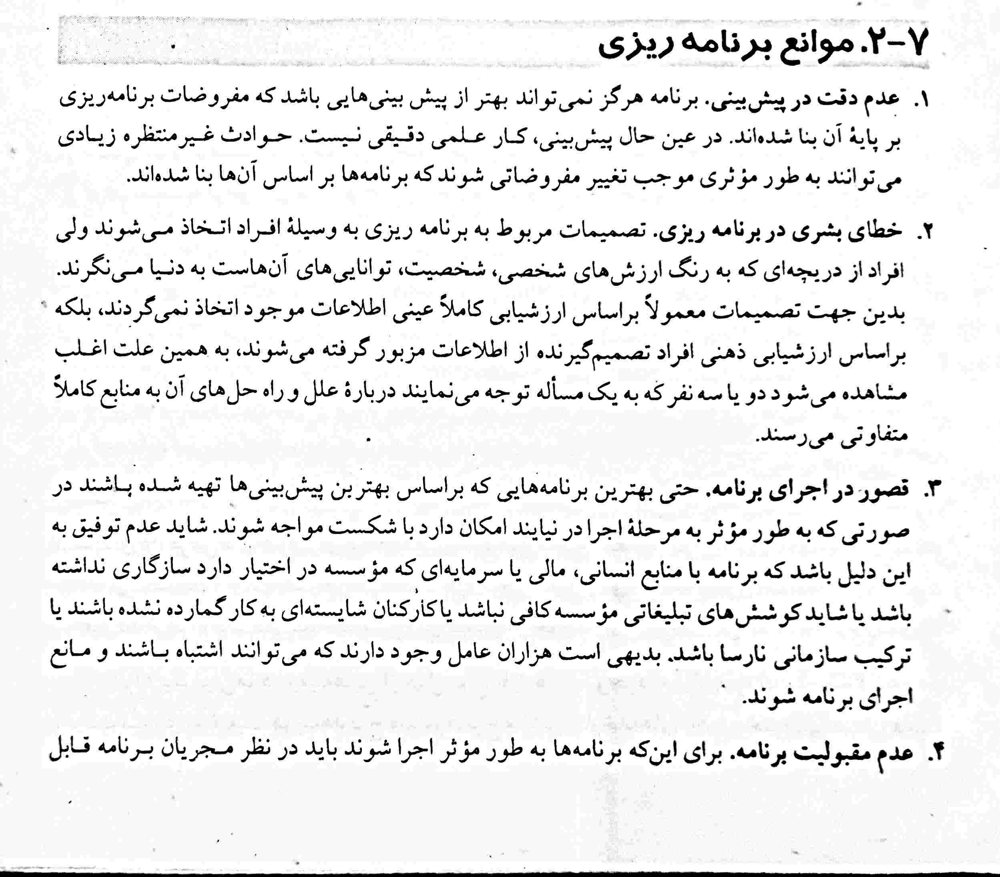 ۲-۷. موانع برنامه ریزی
۱. عدم دقت در پیش‌بینی. برنامه هرگز نمی‌تواند بهتر از پیش بینی‌هایی باشد که مفروضات برنامه‌ریزی
بر پایهٔ آن بنا شده‌اند. در عین حال پیش‌بینی، کار علمی دقیقی نیست. حوادث غیرمنتظره زیادی
می‌توانند به طور مؤثری موجب تغییر مفروضاتی شوند که برنامه‌ها بر اساس آن‌ها بنا شده‌اند.
۲. خطای بشری در برنامه ریزی. تصمیمات مربوط به برنامه ریزی به وسیلهٔ افراد اتخاذ می‌شوند ولی
افراد از دریچه‌ای که به رنگ ارزش‌های شخصی، شخصیت، توانایی‌های آن‌هاست به دنیا می‌نگرند.
بدین جهت تصمیمات معمولاً براساس ارزشیابی کاملاً عینی اطلاعات موجود اتخاذ نمی‌گردند، بلکه
براساس ارزشیابی ذهنی افراد تصمیم‌گیرنده از اطلاعات مزبور گرفته می‌شوند، به همین علت اغلب
مشاهده می‌شود دو یا سه نفر که به یک مسأله توجه می‌نمایند دربارهٔ علل و راه حل‌های آن به منابع کاملاً
متفاوتی می‌رسند.
۳. قصور در اجرای برنامه. حتی بهترین برنامه‌هایی که براساس بهترین پیش‌بینی‌ها تهیه شده باشند در
صورتی که به طور مؤثر به مرحلهٔ اجرا در نیایند امکان دارد با شکست مواجه شوند. شاید عدم توفیق به
این دلیل باشد که برنامه با منابع انسانی، مالی یا سرمایه‌ای که مؤسسه در اختیار دارد سازگاری نداشته
باشد یا شاید کوشش‌های تبلیغاتی مؤسسه کافی نباشد یا کارکنان شایسته‌ای به کار گمارده نشده باشند یا
ترکیب سازمانی نارسا باشد. بدیهی است هزاران عامل وجود دارند که می‌توانند اشتباه باشند و مانع
اجرای برنامه شوند.
۴. عدم مقبولیت برنامه. برای این‌که برنامه‌ها به طور مؤثر اجرا شوند باید در نظر مجریان برنامه قابل